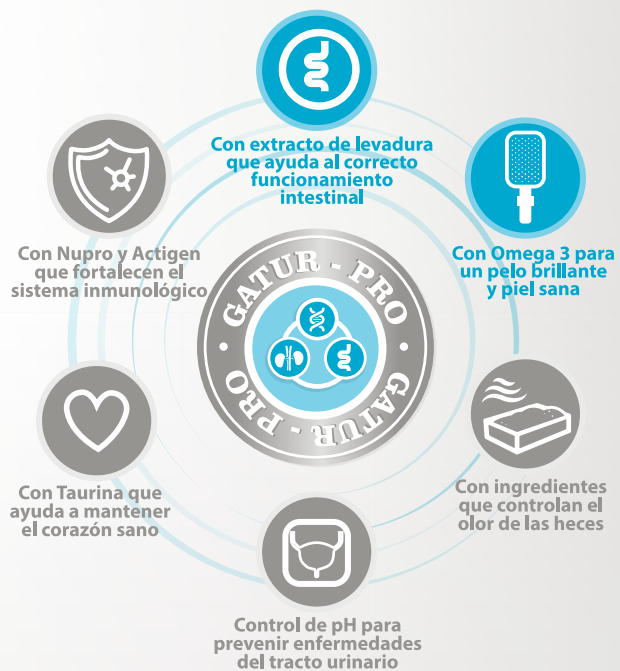 Con extracto de levadura
que ayuda al correcto
funcionamiento
intestinal
Con Nupro y Actigen
que fortalecen el
sistema inmunológico
Con Omega 3 para
un pelo brillante
y piel sana
GATUR - PRO • GATUR - PRO •
Con Taurina que
ayuda a mantener
el corazón sano
Con ingredientes
que controlan el
olor de las heces
Control de pH para
prevenir enfermedades
del tracto urinario